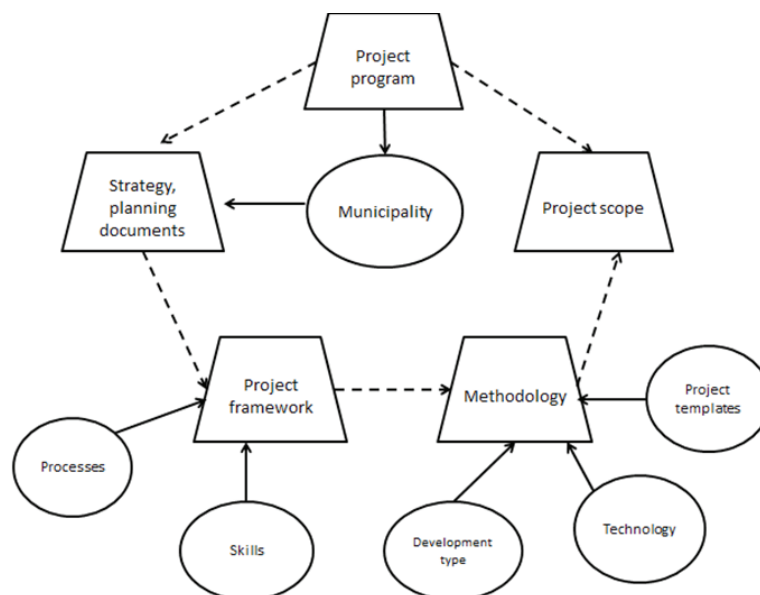 Project
program
Strategy,
planning
documents
Municipality
Project scope
Project
framework
Methodology
Project
templates
Processes
Skills
Development
type
Technology